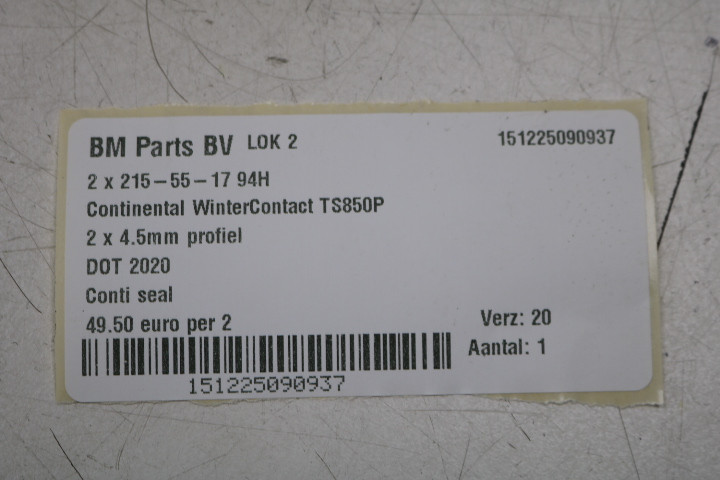 BM Parts BV LOK 2 151225090937
2 x 215-55-17 94H
Continental WinterContact TS850P
2 x 4.5mm profiel
DOT 2020
Conti seal
49.50 euro per 2 Verz: 20
Aantal: 1
151225090937